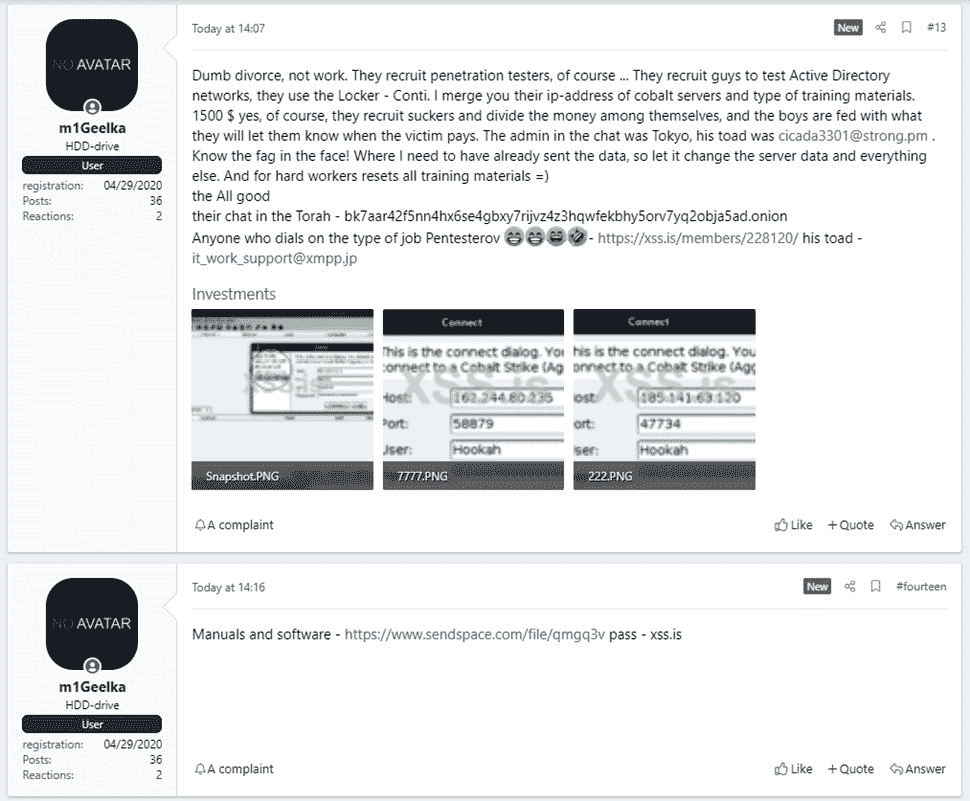 Today at 14:07
New
#13
NO AVATAR
m1Geelka
HDD-drive
User
registration: 04/29/2020
Posts: 36
Reactions: 2
Dumb divorce, not work. They recruit penetration testers, of course ... They recruit guys to test Active Directory
networks, they use the Locker - Conti. I merge you their ip-address of cobalt servers and type of training materials.
1500 $ yes, of course, they recruit suckers and divide the money among themselves, and the boys are fed with what
they will let them know when the victim pays. The admin in the chat was Tokyo, his toad was cicada3301@strong.pm .
Know the fag in the face! Where I need to have already sent the data, so let it change the server data and everything
else. And for hard workers resets all training materials =)
the All good
their chat in the Torah - bk7aar42f5nn4hx6se4gbxy7rijvz4z3hqwfekbhy5orv7yq2obja5ad.onion
Anyone who dials on the type of job Pentesterov - https://xss.is/members/228120/ his toad -
it_work_support@xmpp.jp
Investments
Snapshot.PNG
Connect
This is the connect dialog. You
connect to a Cobalt Strike (Agg
Host: 162.244.80.235
Port: 58879
User: Hookah
XSS.is
7777.PNG
Connect
his is the connect dialog. You
onnect to a Cobalt Strike (Agg
ost: 185.141.63.120
ort: 47734
ser: Hookah
XSS.is
222.PNG
A complaint
Like
+ Quote
Answer
Today at 14:16
New
#fourteen
NO AVATAR
m1Geelka
HDD-drive
User
registration: 04/29/2020
Posts: 36
Reactions: 2
Manuals and software - https://www.sendspace.com/file/qmgq3v pass - xss.is
A complaint
Like
+ Quote
Answer